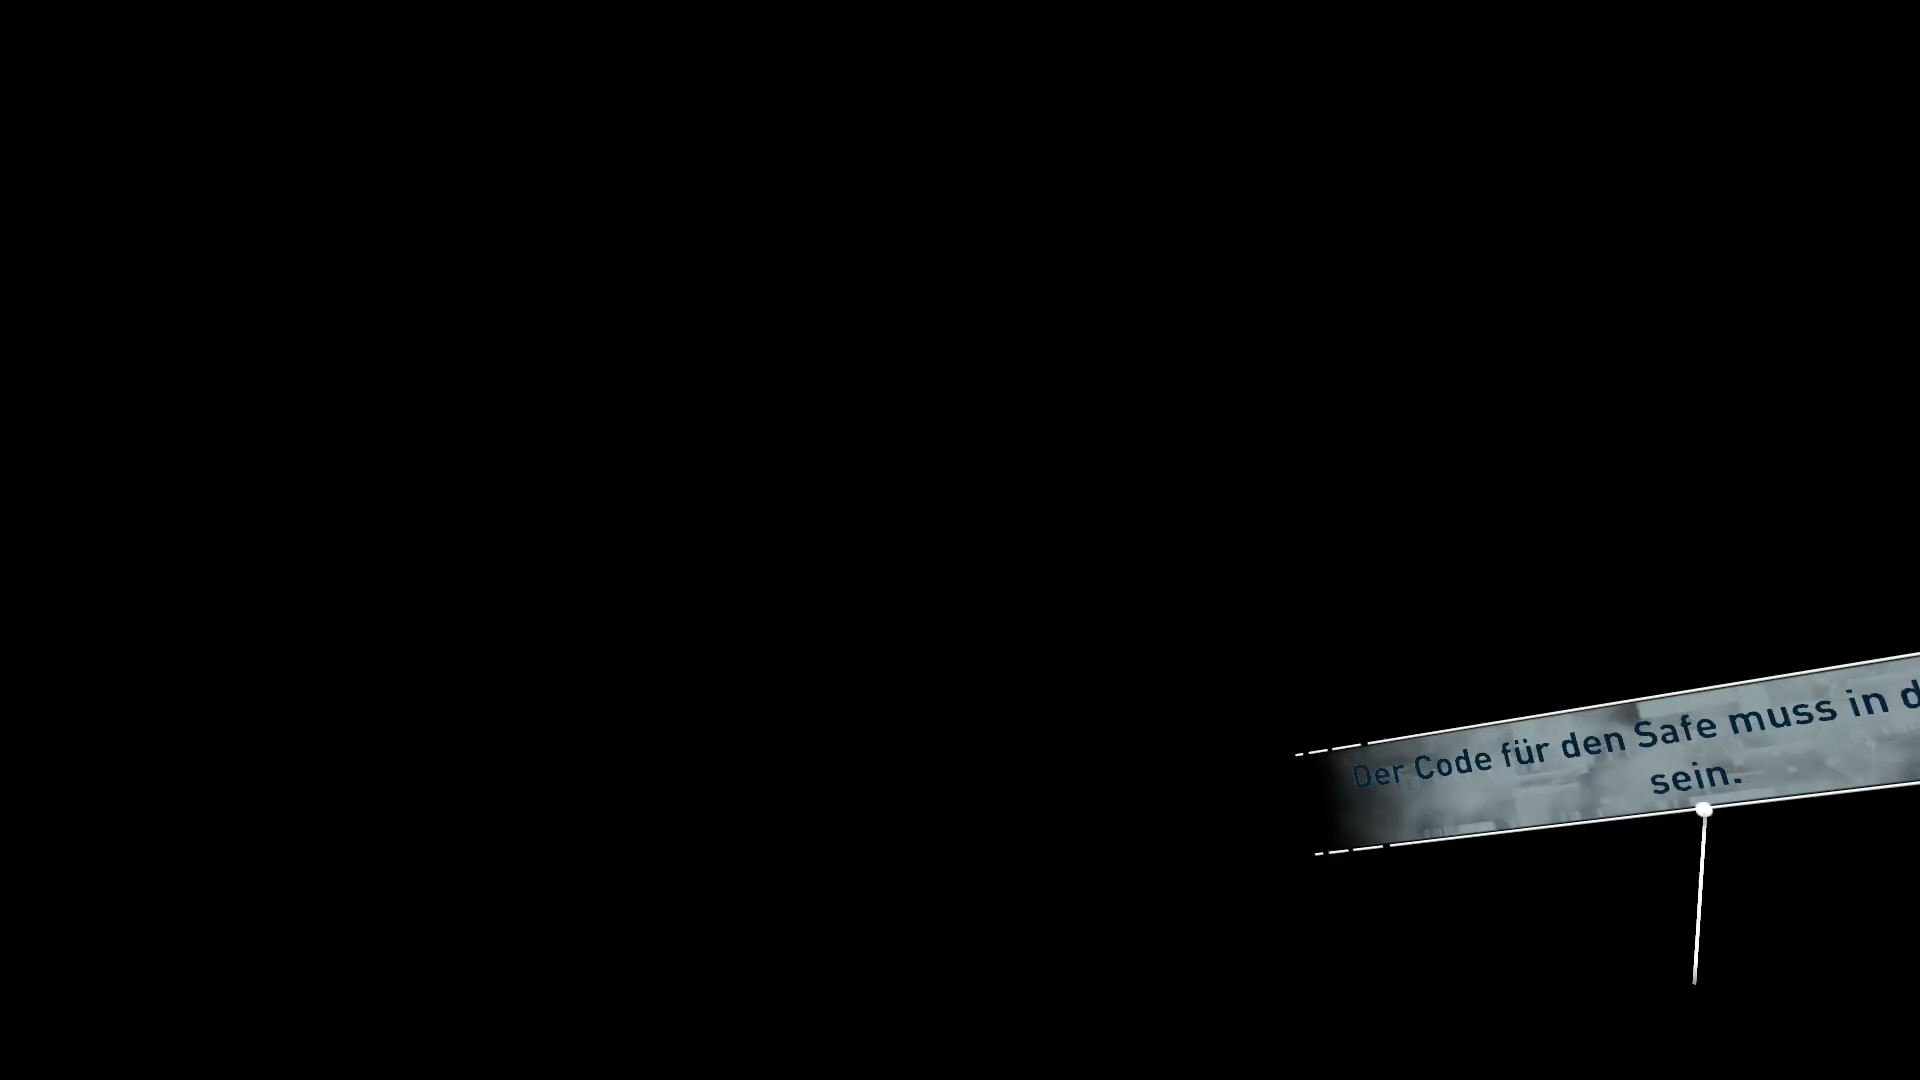 Der Code für den Safe muss in d
sein.